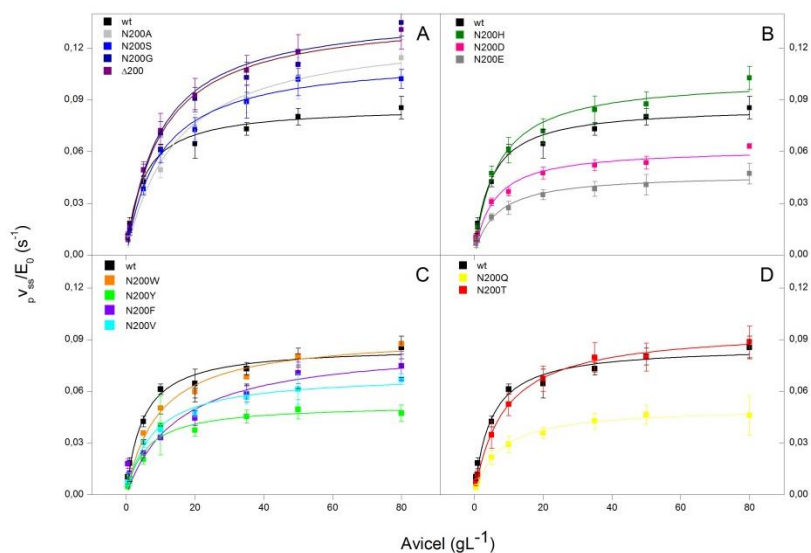 A
wt
N200A
N200S
N200G
Δ200
0,12
0,09
0,06
0,03
0,00
B
wt
N200H
N200D
N200E
0,12
0,09
0,06
0,03
0,00
pVss/E0 (s-1)
C
wt
N200W
N200Y
N200F
N200V
0,12
0,09
0,06
0,03
0,00
0 20 40 60 80
D
wt
N200Q
N200T
0,12
0,09
0,06
0,03
0,00
0 20 40 60 80
Avicel (gL-1)